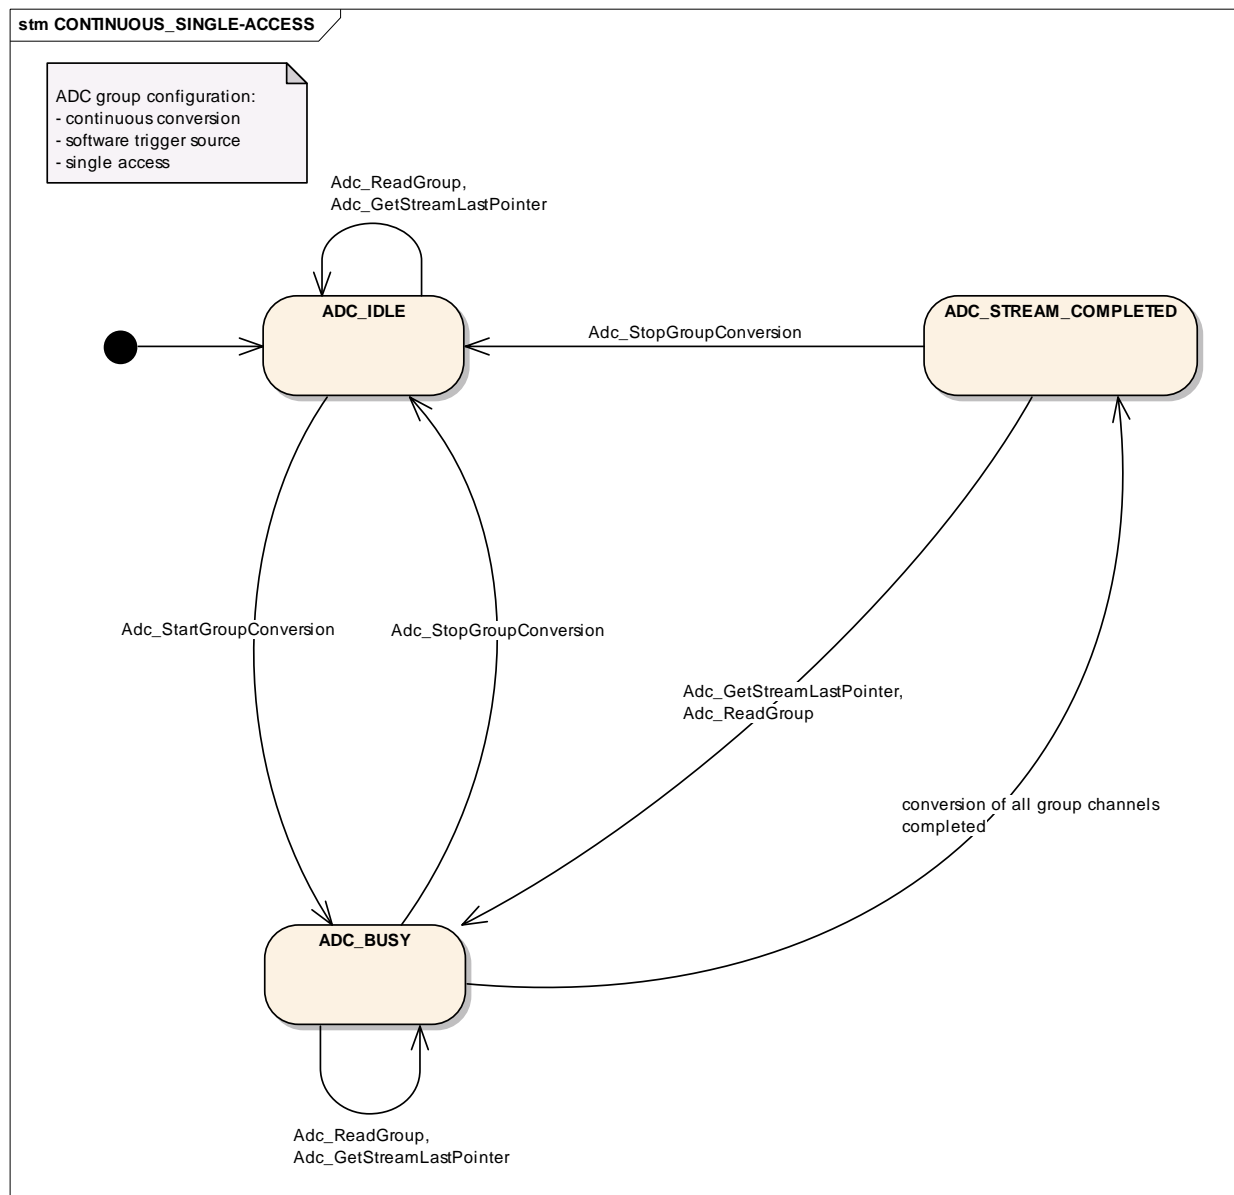 stm CONTINUOUS_SINGLE-ACCESS
ADC group configuration:
- continuous conversion
- software trigger source
- single access
Adc_ReadGroup,
Adc_GetStreamLastPointer
ADC_IDLE
ADC_STREAM_COMPLETED
Adc_StopGroupConversion
Adc_StartGroupConversion
Adc_StopGroupConversion
Adc_GetStreamLastPointer,
Adc_ReadGroup
conversion of all group channels
completed
ADC_BUSY
Adc_ReadGroup,
Adc_GetStreamLastPointer